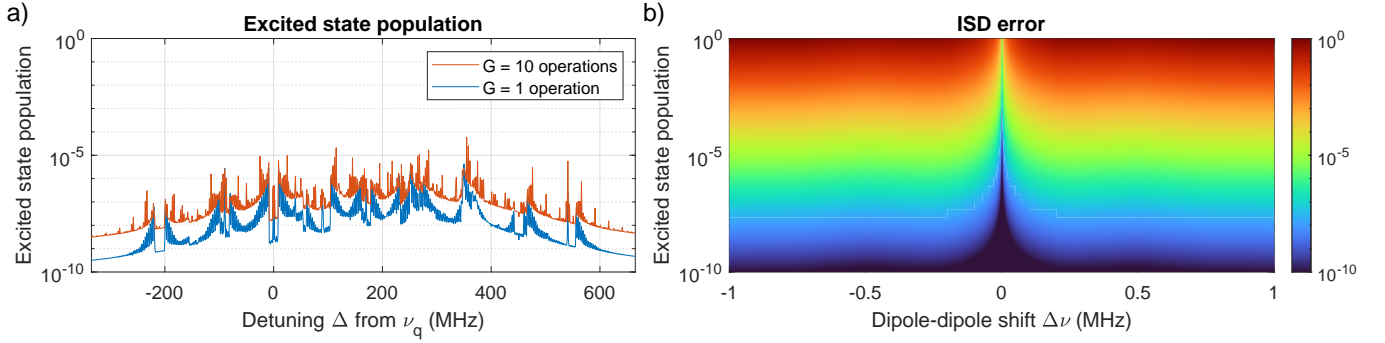 a)
Excited state population
Excited state population
10^0
10^-5
10^-10
G = 10 operations
G = 1 operation
-200
0
200
400
600
Detuning Δ from ν_q (MHz)
b)
ISD error
Excited state population
10^0
10^-5
10^-10
-1
-0.5
0
0.5
1
Dipole-dipole shift Δν (MHz)
10^0
10^-5
10^-10